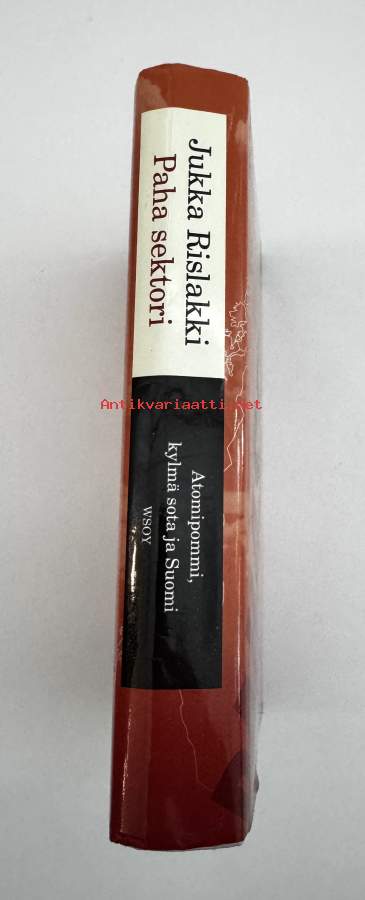 Jukka Rislakki
Paha sektori
Atomipommi,
kylmä sota ja Suomi
WSOY
Antikvariaatti.net